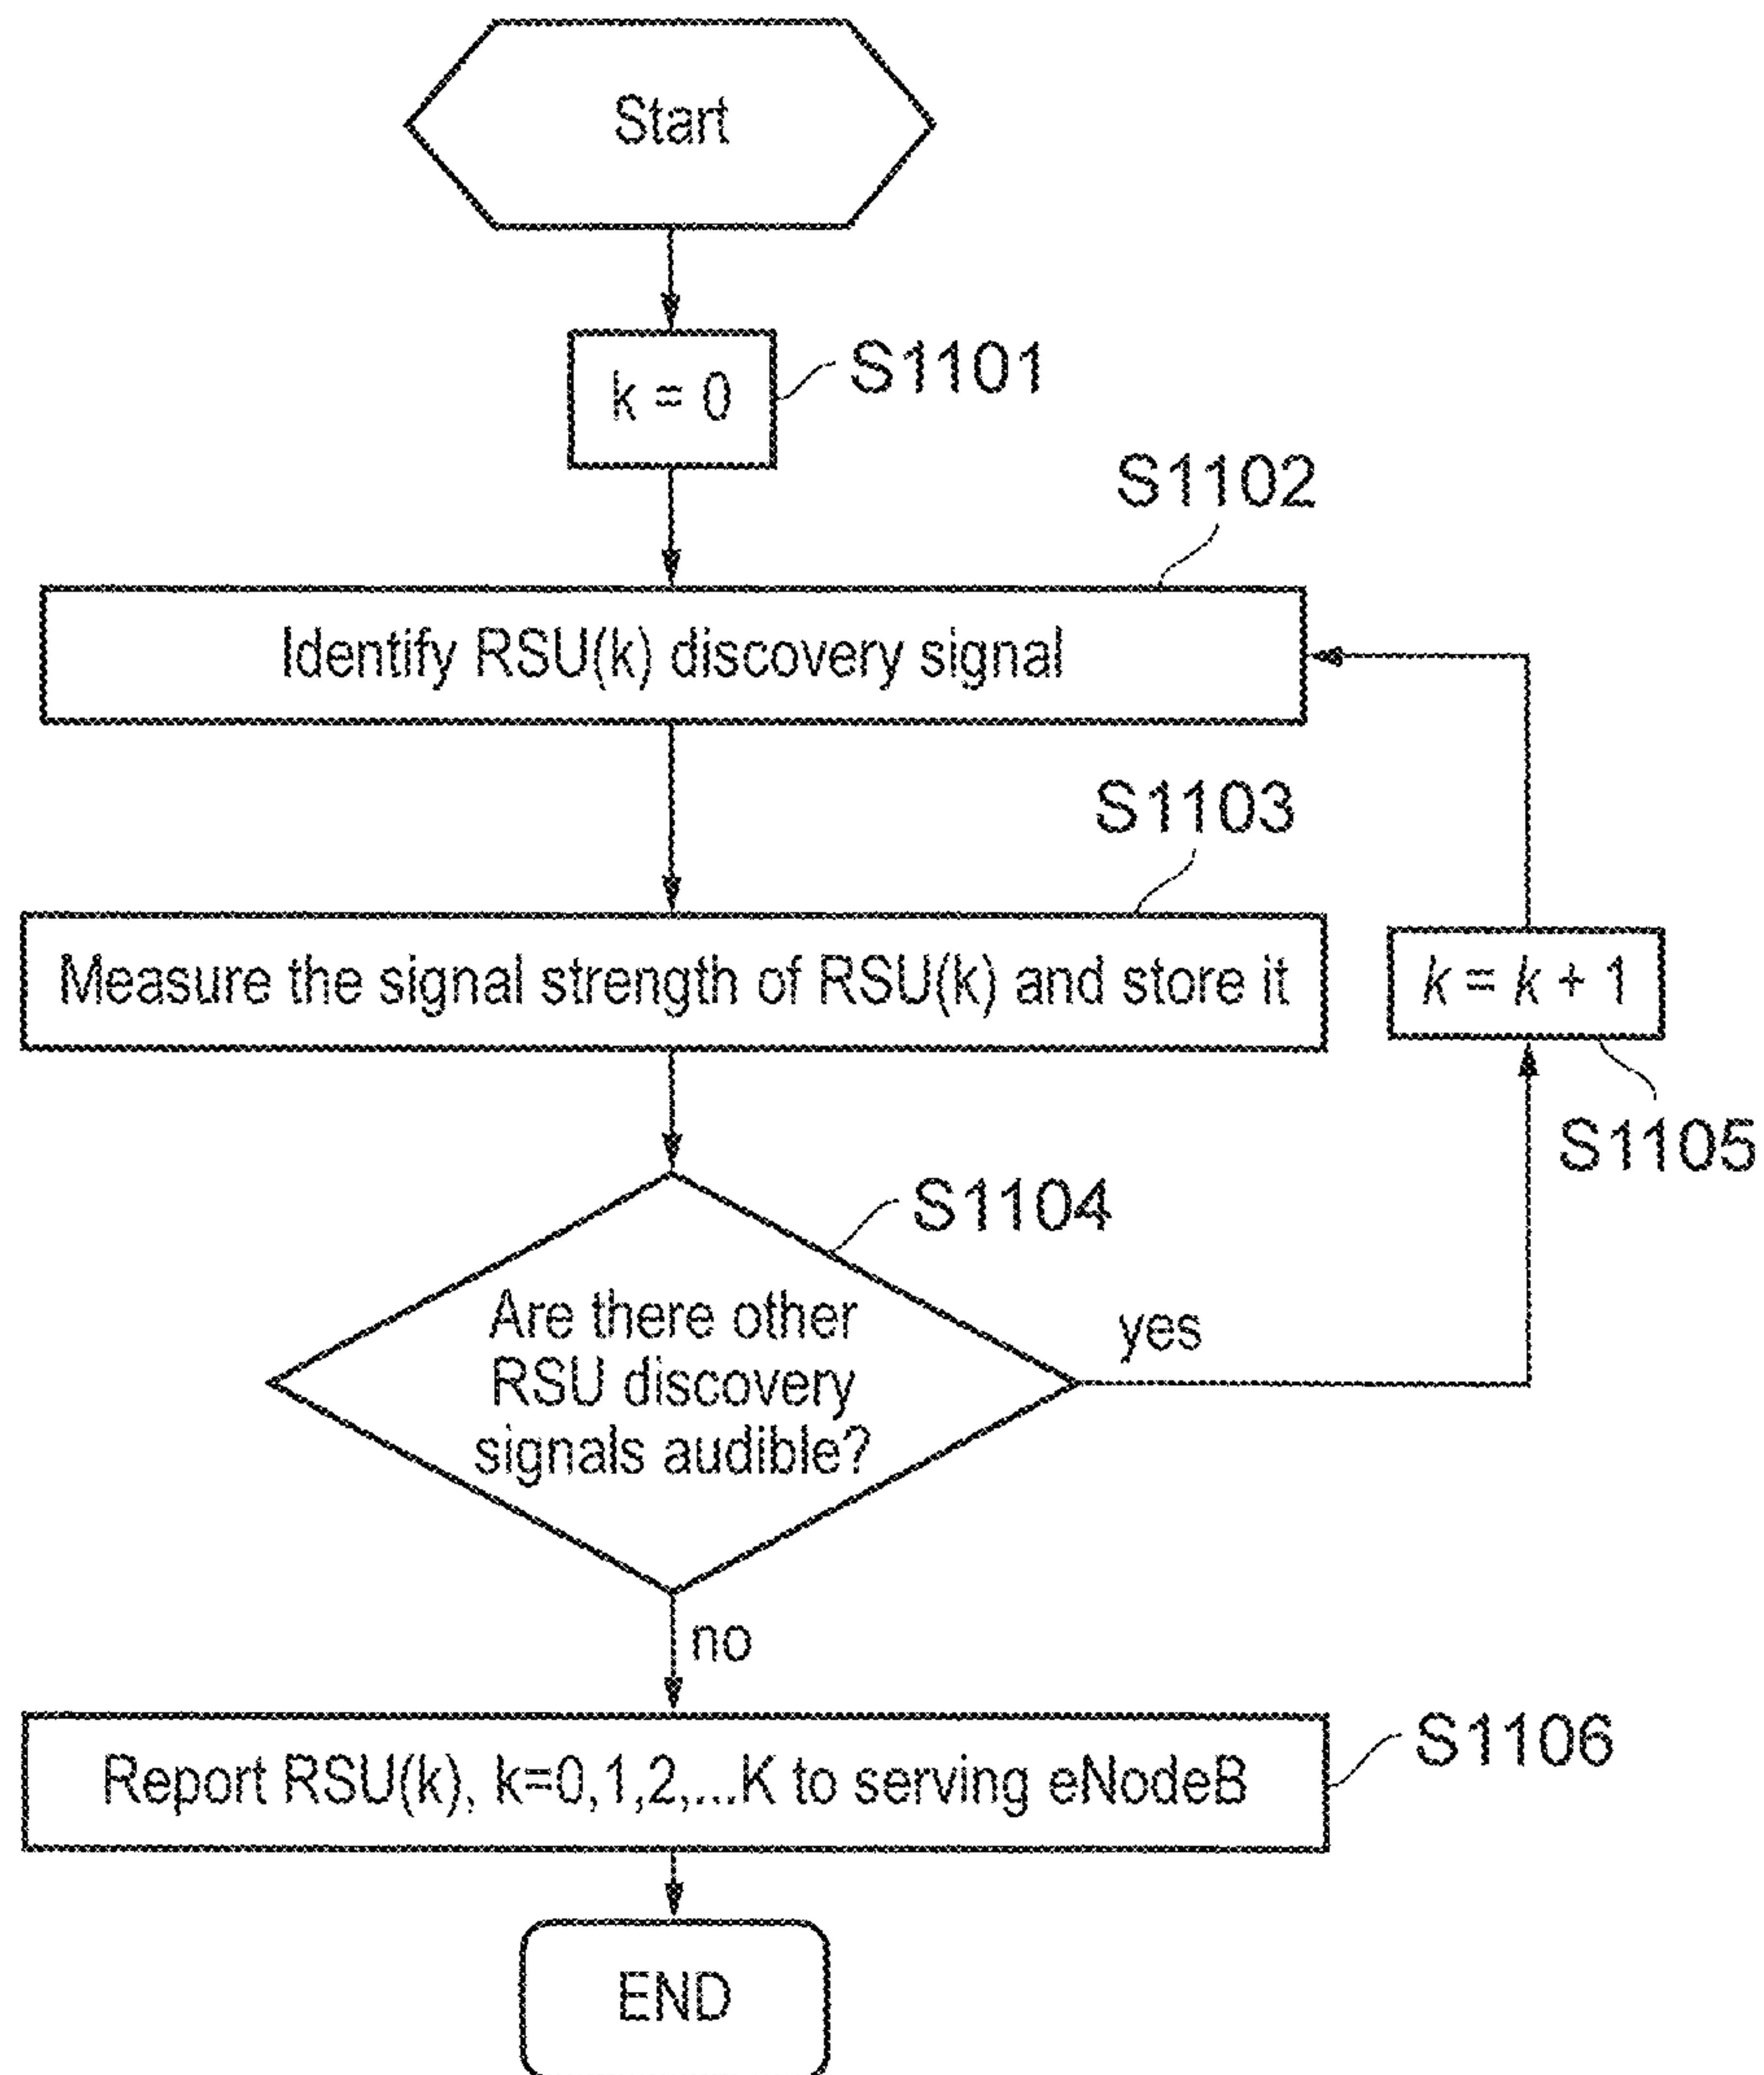 Start
k = 0
S1101
S1102
Identify RSU(k) discovery signal
S1103
Measure the signal strength of RSU(k) and store it
k = k + 1
S1105
S1104
Are there other
RSU discovery
signals audible?
yes
no
S1106
Report RSU(k), k=0,1,2,...K to serving eNodeB
END